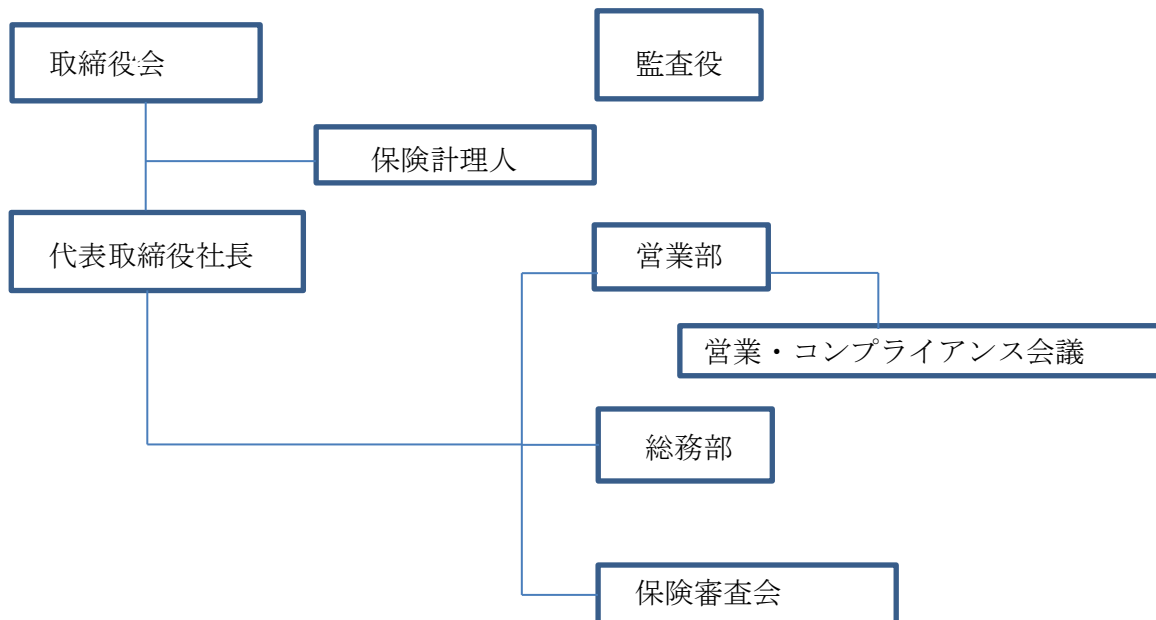 取締役会
監査役
保険計理人
代表取締役社長
営業部
営業・コンプライアンス会議
総務部
保険審査会